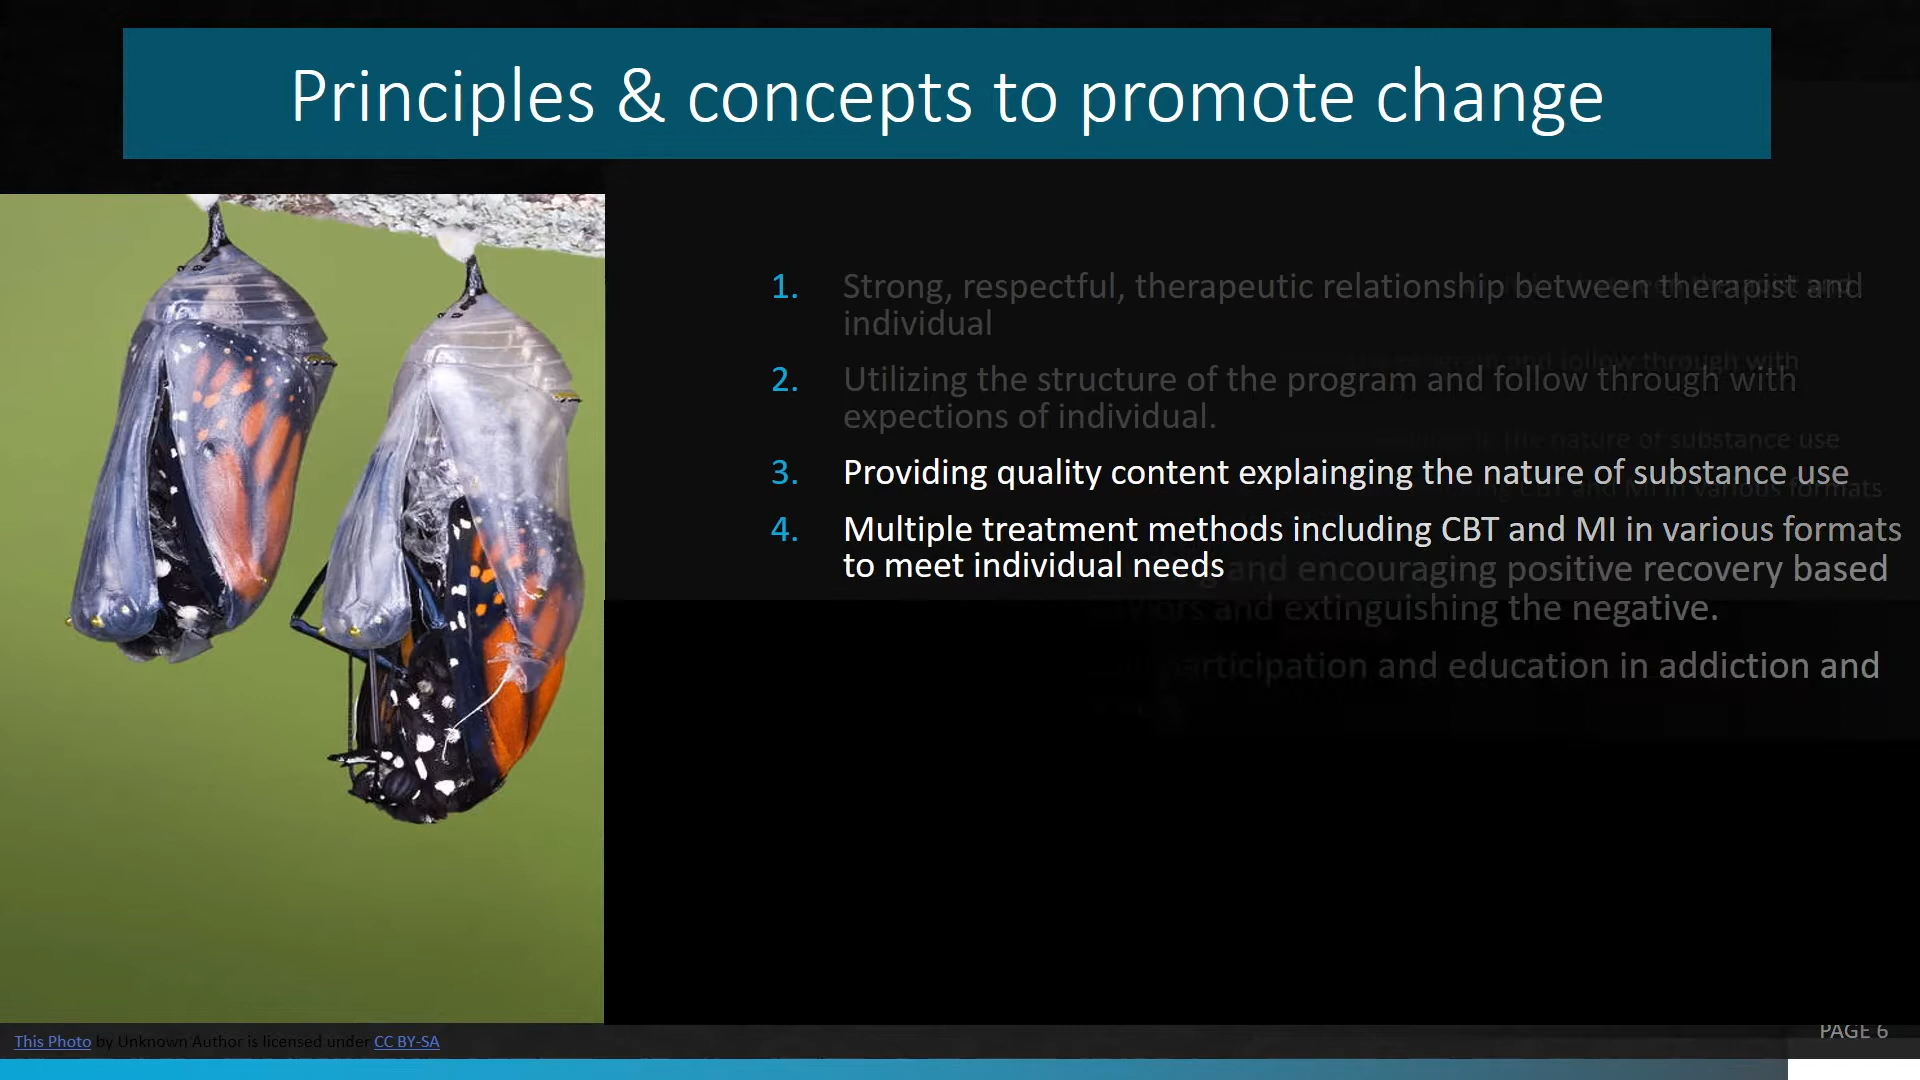 Principles & concepts to promote change
1. Strong, respectful, therapeutic relationship between therapist and
individual
2. Utilizing the structure of the program and follow through with
expections of individual.
3. Providing quality content explainging the nature of substance use
4. Multiple treatment methods including CBT and MI in various formats
to meet individual needs
and encouraging positive recovery based
and extinguishing the negative.
participation and education in addiction and
This Photo by Unknown Author is licensed under CC BY-SA
PAGE 6